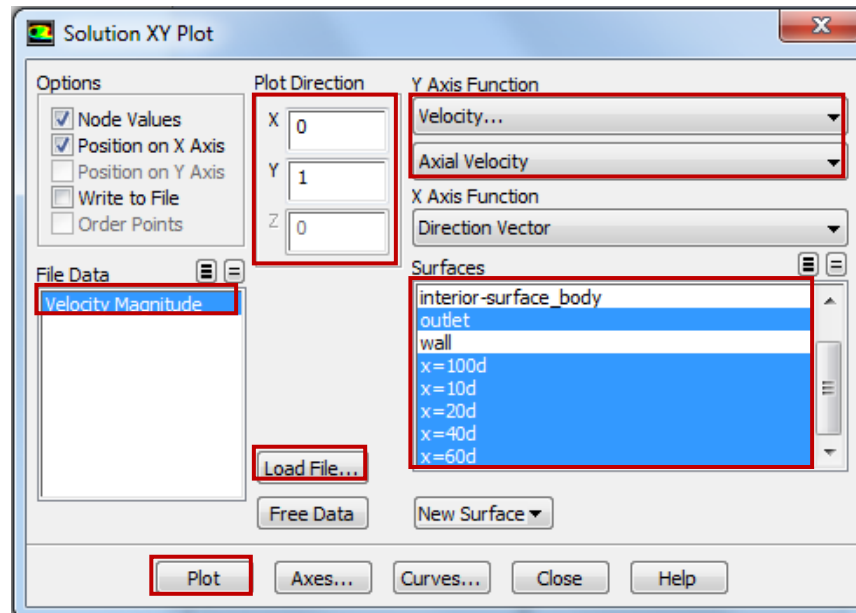 Solution XY Plot
X
Options
Node Values
Position on X Axis
Position on Y Axis
Write to File
Order Points
Plot Direction
X 0
Y 1
Z 0
Y Axis Function
Velocity...
Axial Velocity
X Axis Function
Direction Vector
File Data
Velocity Magnitude
Surfaces
interior-surface_body
outlet
wall
x=100d
x=10d
x=20d
x=40d
x=60d
Load File...
Free Data
New Surface
Plot
Axes...
Curves...
Close
Help